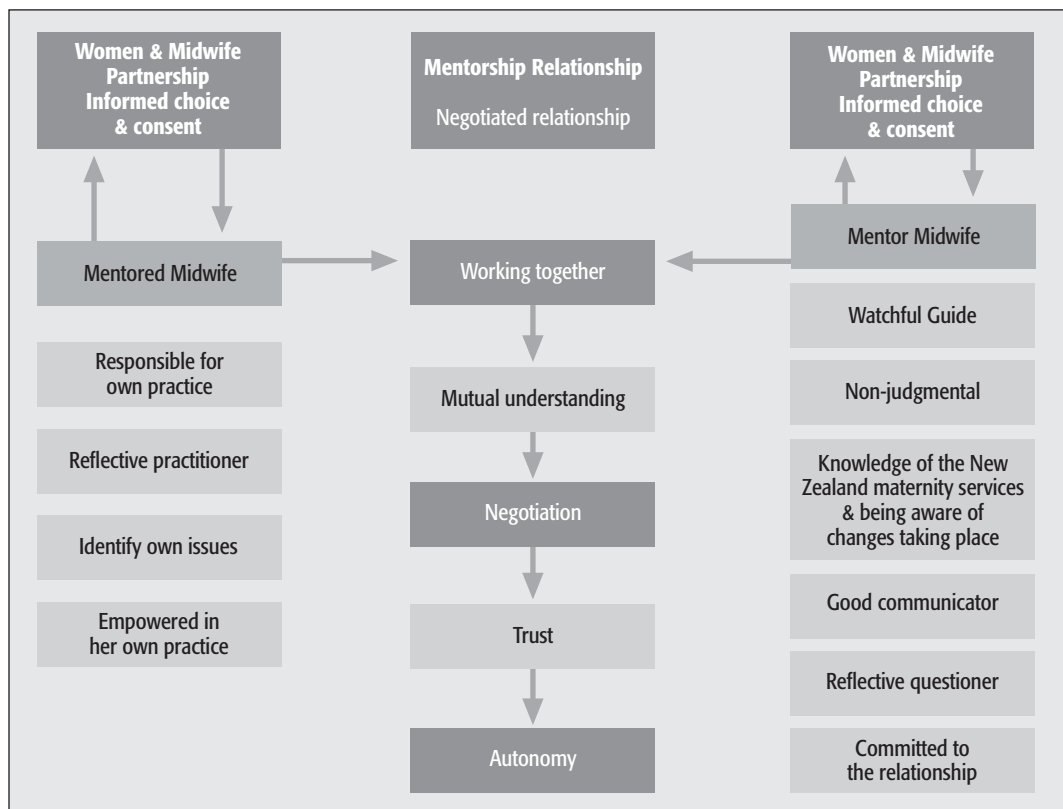 Women & Midwife
Partnership
Informed choice
& consent
Mentored Midwife
Responsible for
own practice
Reflective practitioner
Identify own issues
Empowered in
her own practice
Mentorship Relationship
Negotiated relationship
Working together
Mutual understanding
Negotiation
Trust
Autonomy
Women & Midwife
Partnership
Informed choice
& consent
Mentor Midwife
Watchful Guide
Non-judgmental
Knowledge of the New
Zealand maternity services
& being aware of
changes taking place
Good communicator
Reflective questioner
Committed to
the relationship